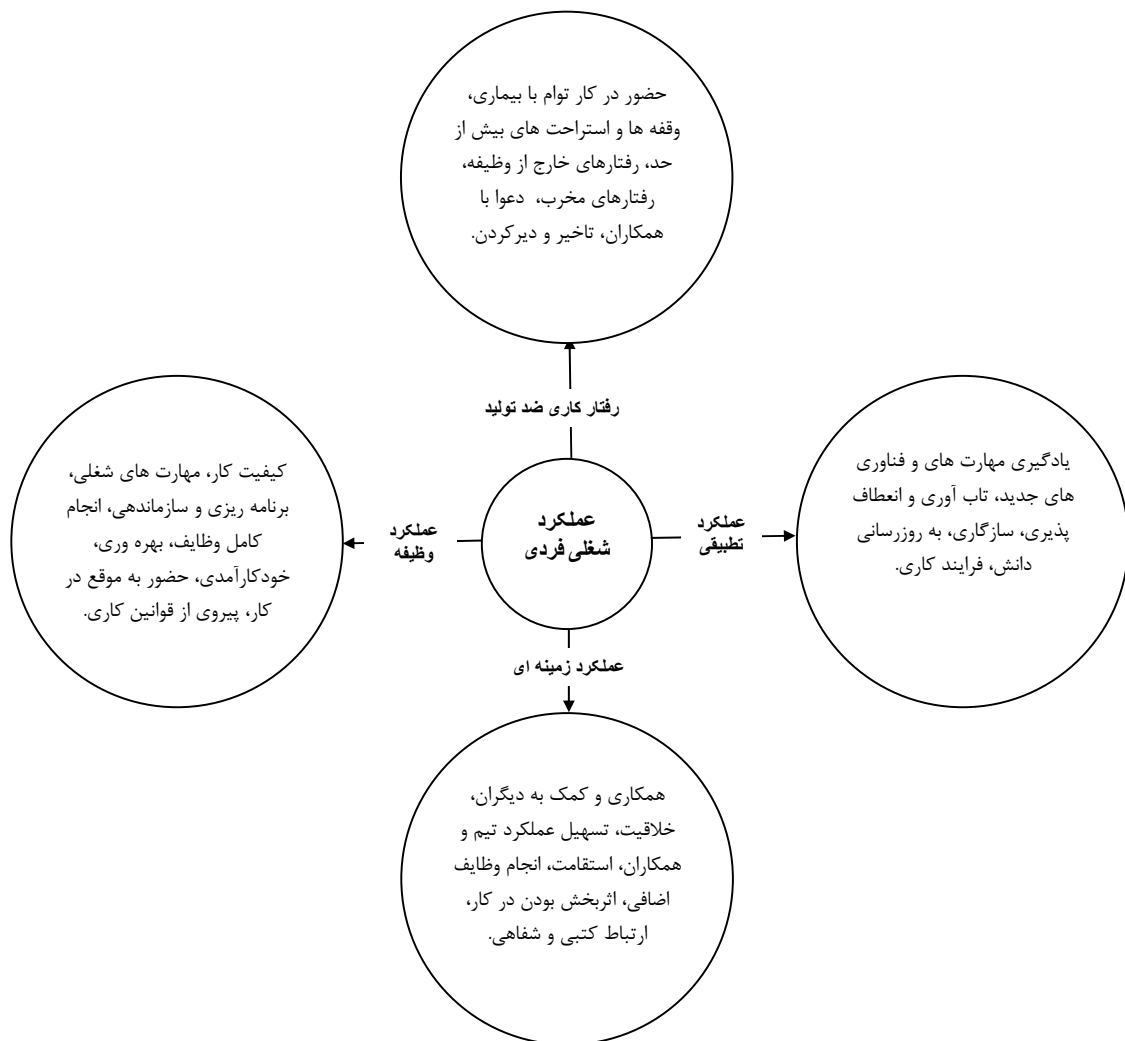 حضور در کار توام با بیماری،
وقفه ها و استراحت های بیش از
حد، رفتارهای خارج از وظیفه،
رفتارهای مخرب، دعوا با
همکاران، تاخیر و دیرکردن.
رفتار کاری ضد تولید
یادگیری مهارت های و فناوری
های جدید، تاب آوری و انعطاف
پذیری، سازگاری، به روزرسانی
دانش، فرایند کاری.
عملکرد
تطبیقی
عملکرد
شغلی فردی
عملکرد
وظیفه
کیفیت کار، مهارت های شغلی،
برنامه ریزی و سازماندهی، انجام
کامل وظایف، بهره وری،
خودکارآمدی، حضور به موقع در
کار، پیروی از قوانین کاری.
عملکرد زمینه ای
همکاری و کمک به دیگران،
خلاقیت، تسهیل عملکرد تیم و
همکاران، استقامت، انجام وظایف
اضافی، اثربخش بودن در کار،
ارتباط کتبی و شفاهی.